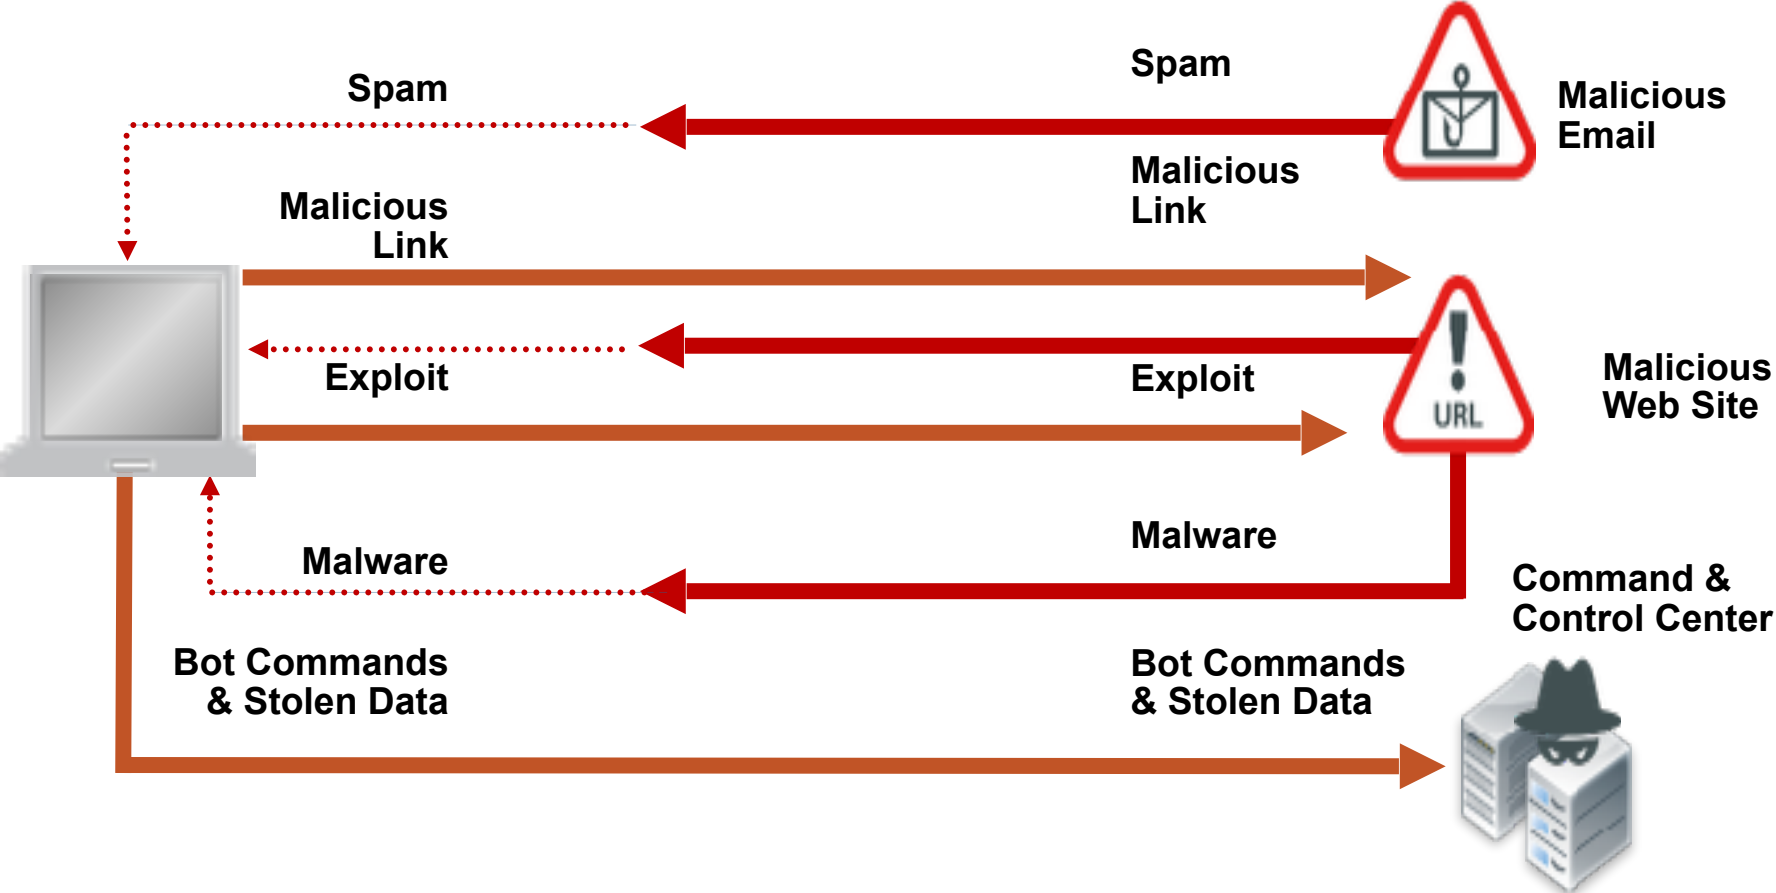 Spam
Spam
Malicious
Email
Malicious
Link
Malicious
Link
Exploit
Exploit
URL
Malicious
Web Site
Malware
Malware
Command &
Control Center
Bot Commands
& Stolen Data
Bot Commands
& Stolen Data